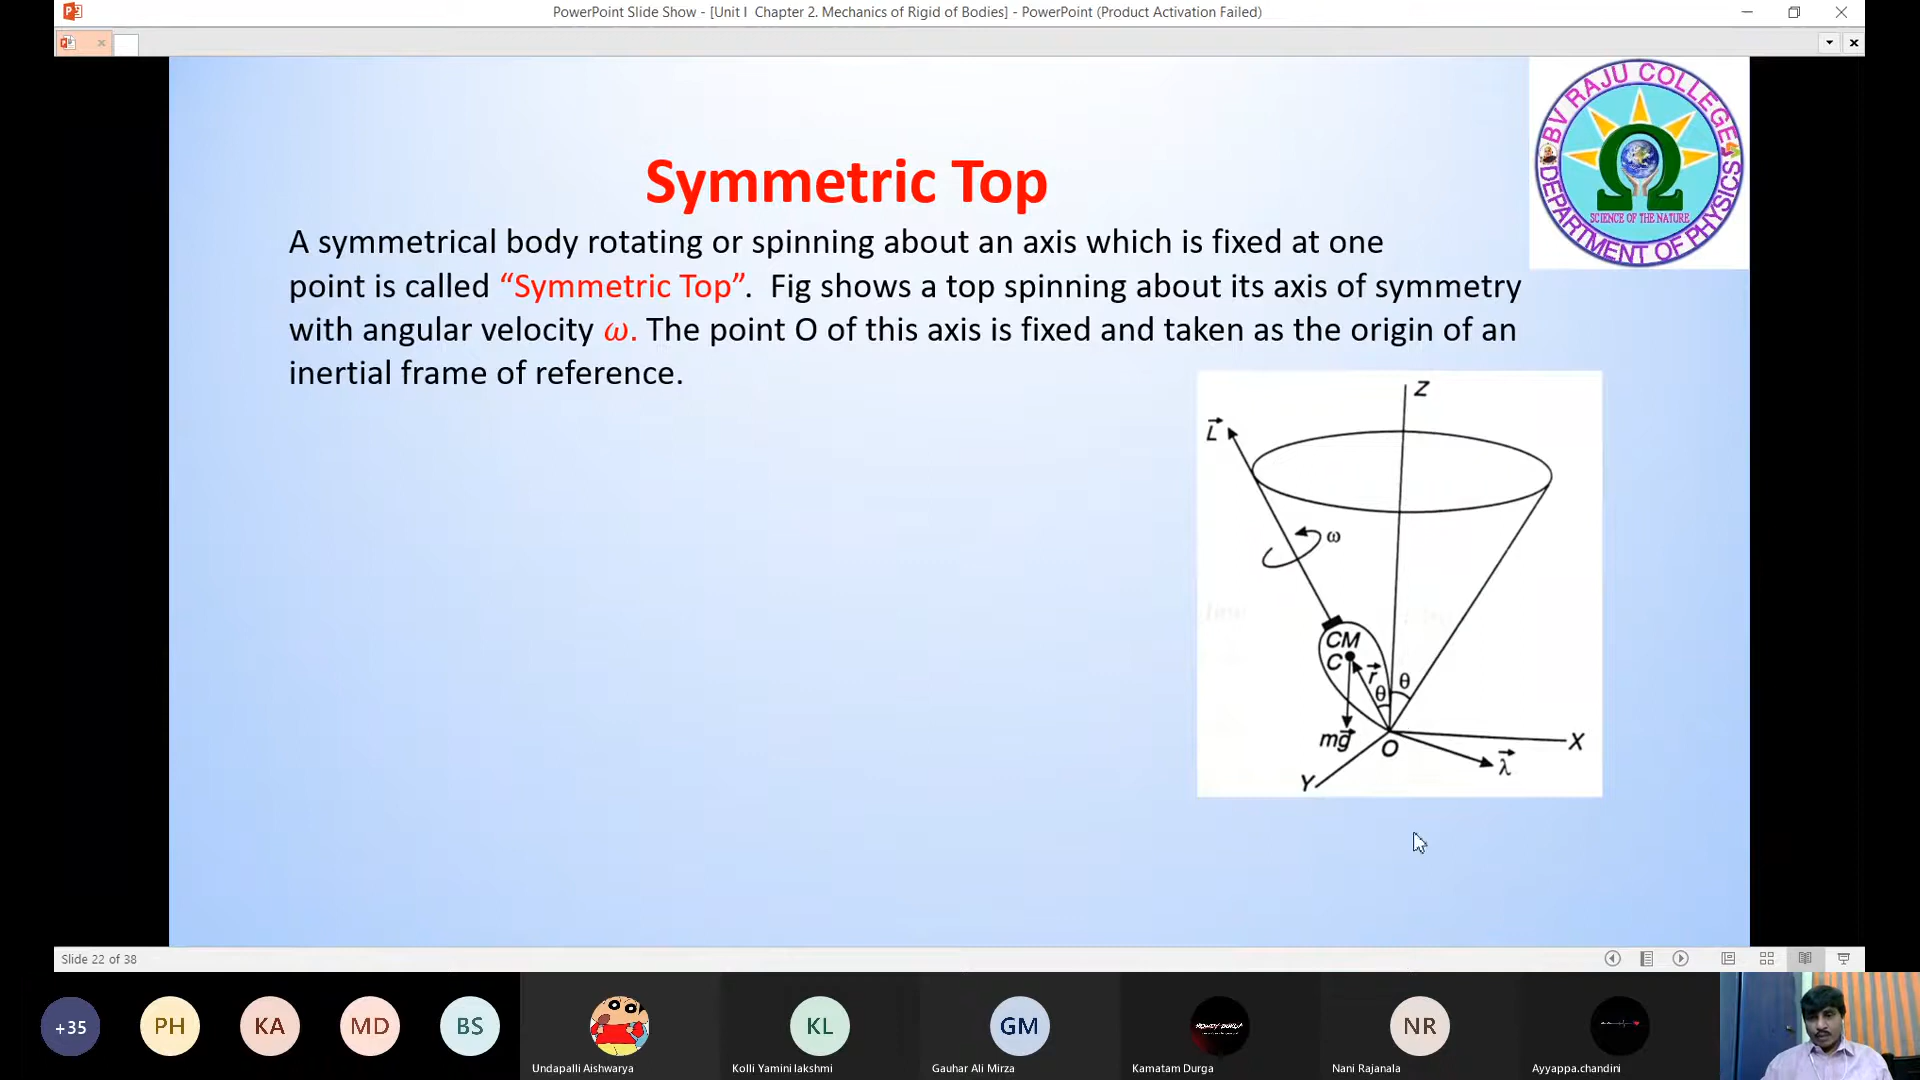 PowerPoint Slide Show - [Unit I  Chapter 2. Mechanics of Rigid of Bodies] - PowerPoint (Product Activation Failed)
BV RAJU COLLEGE
SCIENCE OF THE NATURE
DEPARTMENT OF PHYSICS
Symmetric Top
A symmetrical body rotating or spinning about an axis which is fixed at one
point is called “Symmetric Top”.  Fig shows a top spinning about its axis of symmetry
with angular velocity ω. The point O of this axis is fixed and taken as the origin of an
inertial frame of reference.
Z
L⃗
ω
CM
C
r⃗
θ
θ
mg⃗
O
X
Y
λ⃗
Slide 22 of 38
+35
PH
KA
MD
BS
KL
GM
NR
Undapalli Aishwarya
Kolli Yamini lakshmi
Gauhar Ali Mirza
Kamatam Durga
Nani Rajanala
Ayyappa.chandini